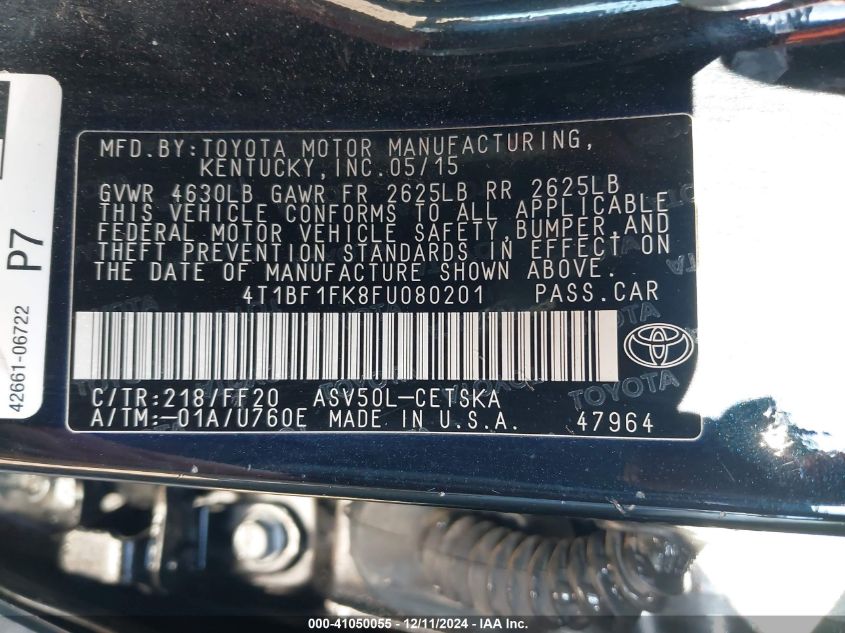 MFD.BY:TOYOTA MOTOR MANUFACTURING,
KENTUCKY,INC.05/15
GVWR 4630LB GAWR FR 2625LB RR 2625LB
THIS VEHICLE CONFORMS TO ALL APPLICABLE
FEDERAL MOTOR VEHICLE SAFETY,BUMPER,AND
THEFT PREVENTION STANDARDS IN EFFECT ON
THE DATE OF MANUFACTURE SHOWN ABOVE.
4T1BF1FK8FU080201 PASS.CAR
C/TR:218/FF20 ASV50L-CETSKA
A/TM:-01A/U760E MADE IN U.S.A. 47964
P7
42661-06722
000-41050055 - 12/11/2024 - IAAI.com